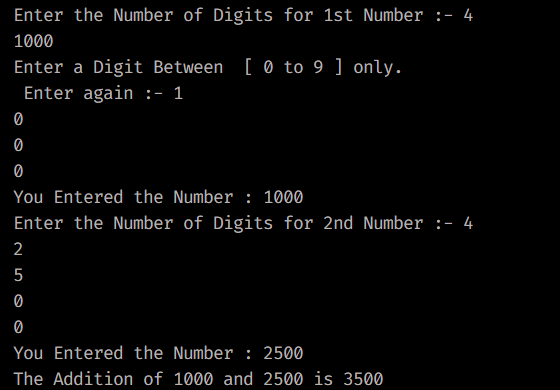 Enter the Number of Digits for 1st Number :- 4
1000
Enter a Digit Between  [ 0 to 9 ] only.
 Enter again :- 1
0
0
0
You Entered the Number : 1000
Enter the Number of Digits for 2nd Number :- 4
2
5
0
0
You Entered the Number : 2500
The Addition of 1000 and 2500 is 3500